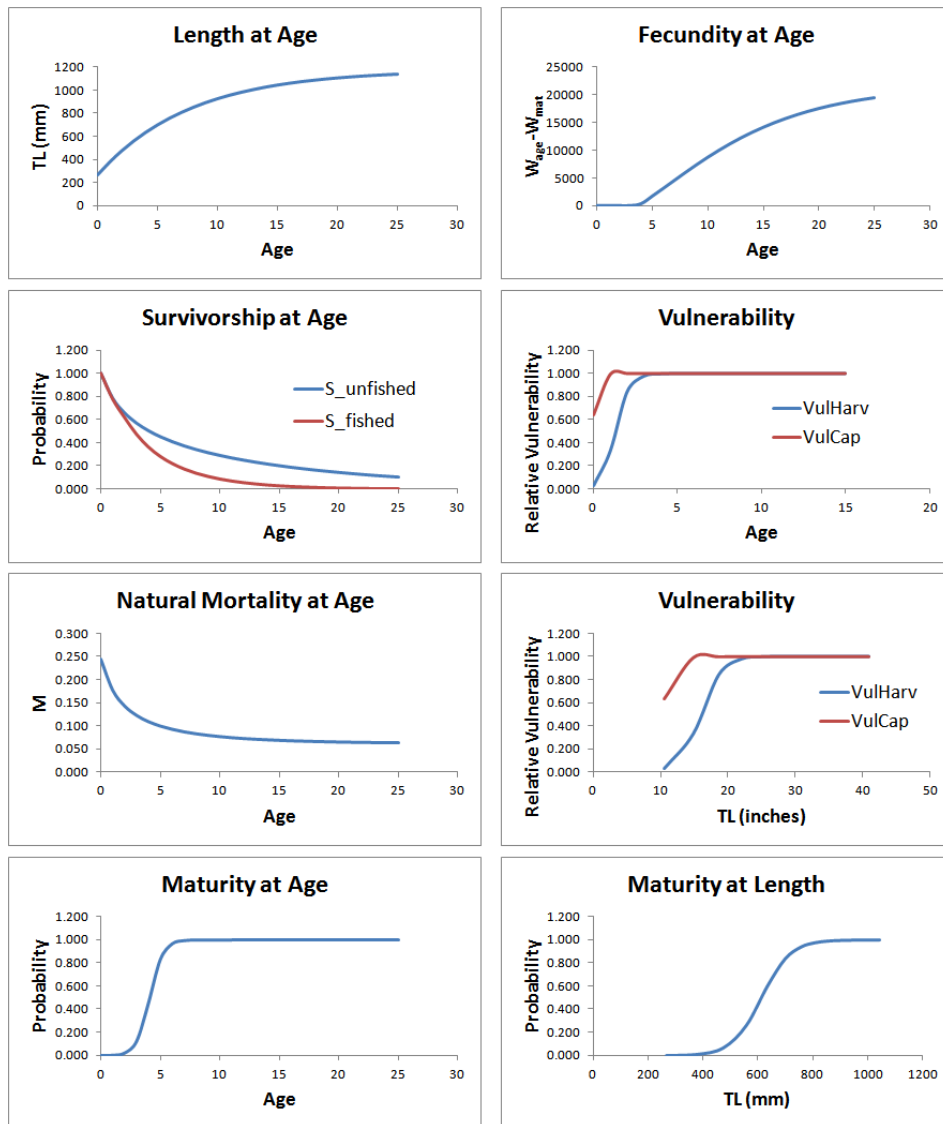 Length at Age
TL (mm)
1200
1000
800
600
400
200
0
0 5 10 15 20 25 30
Age
Fecundity at Age
W_age-W_mat
25000
20000
15000
10000
5000
0
0 5 10 15 20 25 30
Age
Survivorship at Age
Probability
1.200
1.000
0.800
0.600
0.400
0.200
0.000
S_unfished
S_fished
0 5 10 15 20 25 30
Age
Vulnerability
Relative Vulnerability
1.200
1.000
0.800
0.600
0.400
0.200
0.000
VulHarv
VulCap
0 5 10 15 20
Age
Natural Mortality at Age
M
0.300
0.250
0.200
0.150
0.100
0.050
0.000
0 5 10 15 20 25 30
Age
Vulnerability
Relative Vulnerability
1.200
1.000
0.800
0.600
0.400
0.200
0.000
VulHarv
VulCap
0 10 20 30 40 50
TL (inches)
Maturity at Age
Probability
1.200
1.000
0.800
0.600
0.400
0.200
0.000
0 5 10 15 20 25 30
Age
Maturity at Length
Probability
1.200
1.000
0.800
0.600
0.400
0.200
0.000
0 200 400 600 800 1000 1200
TL (mm)